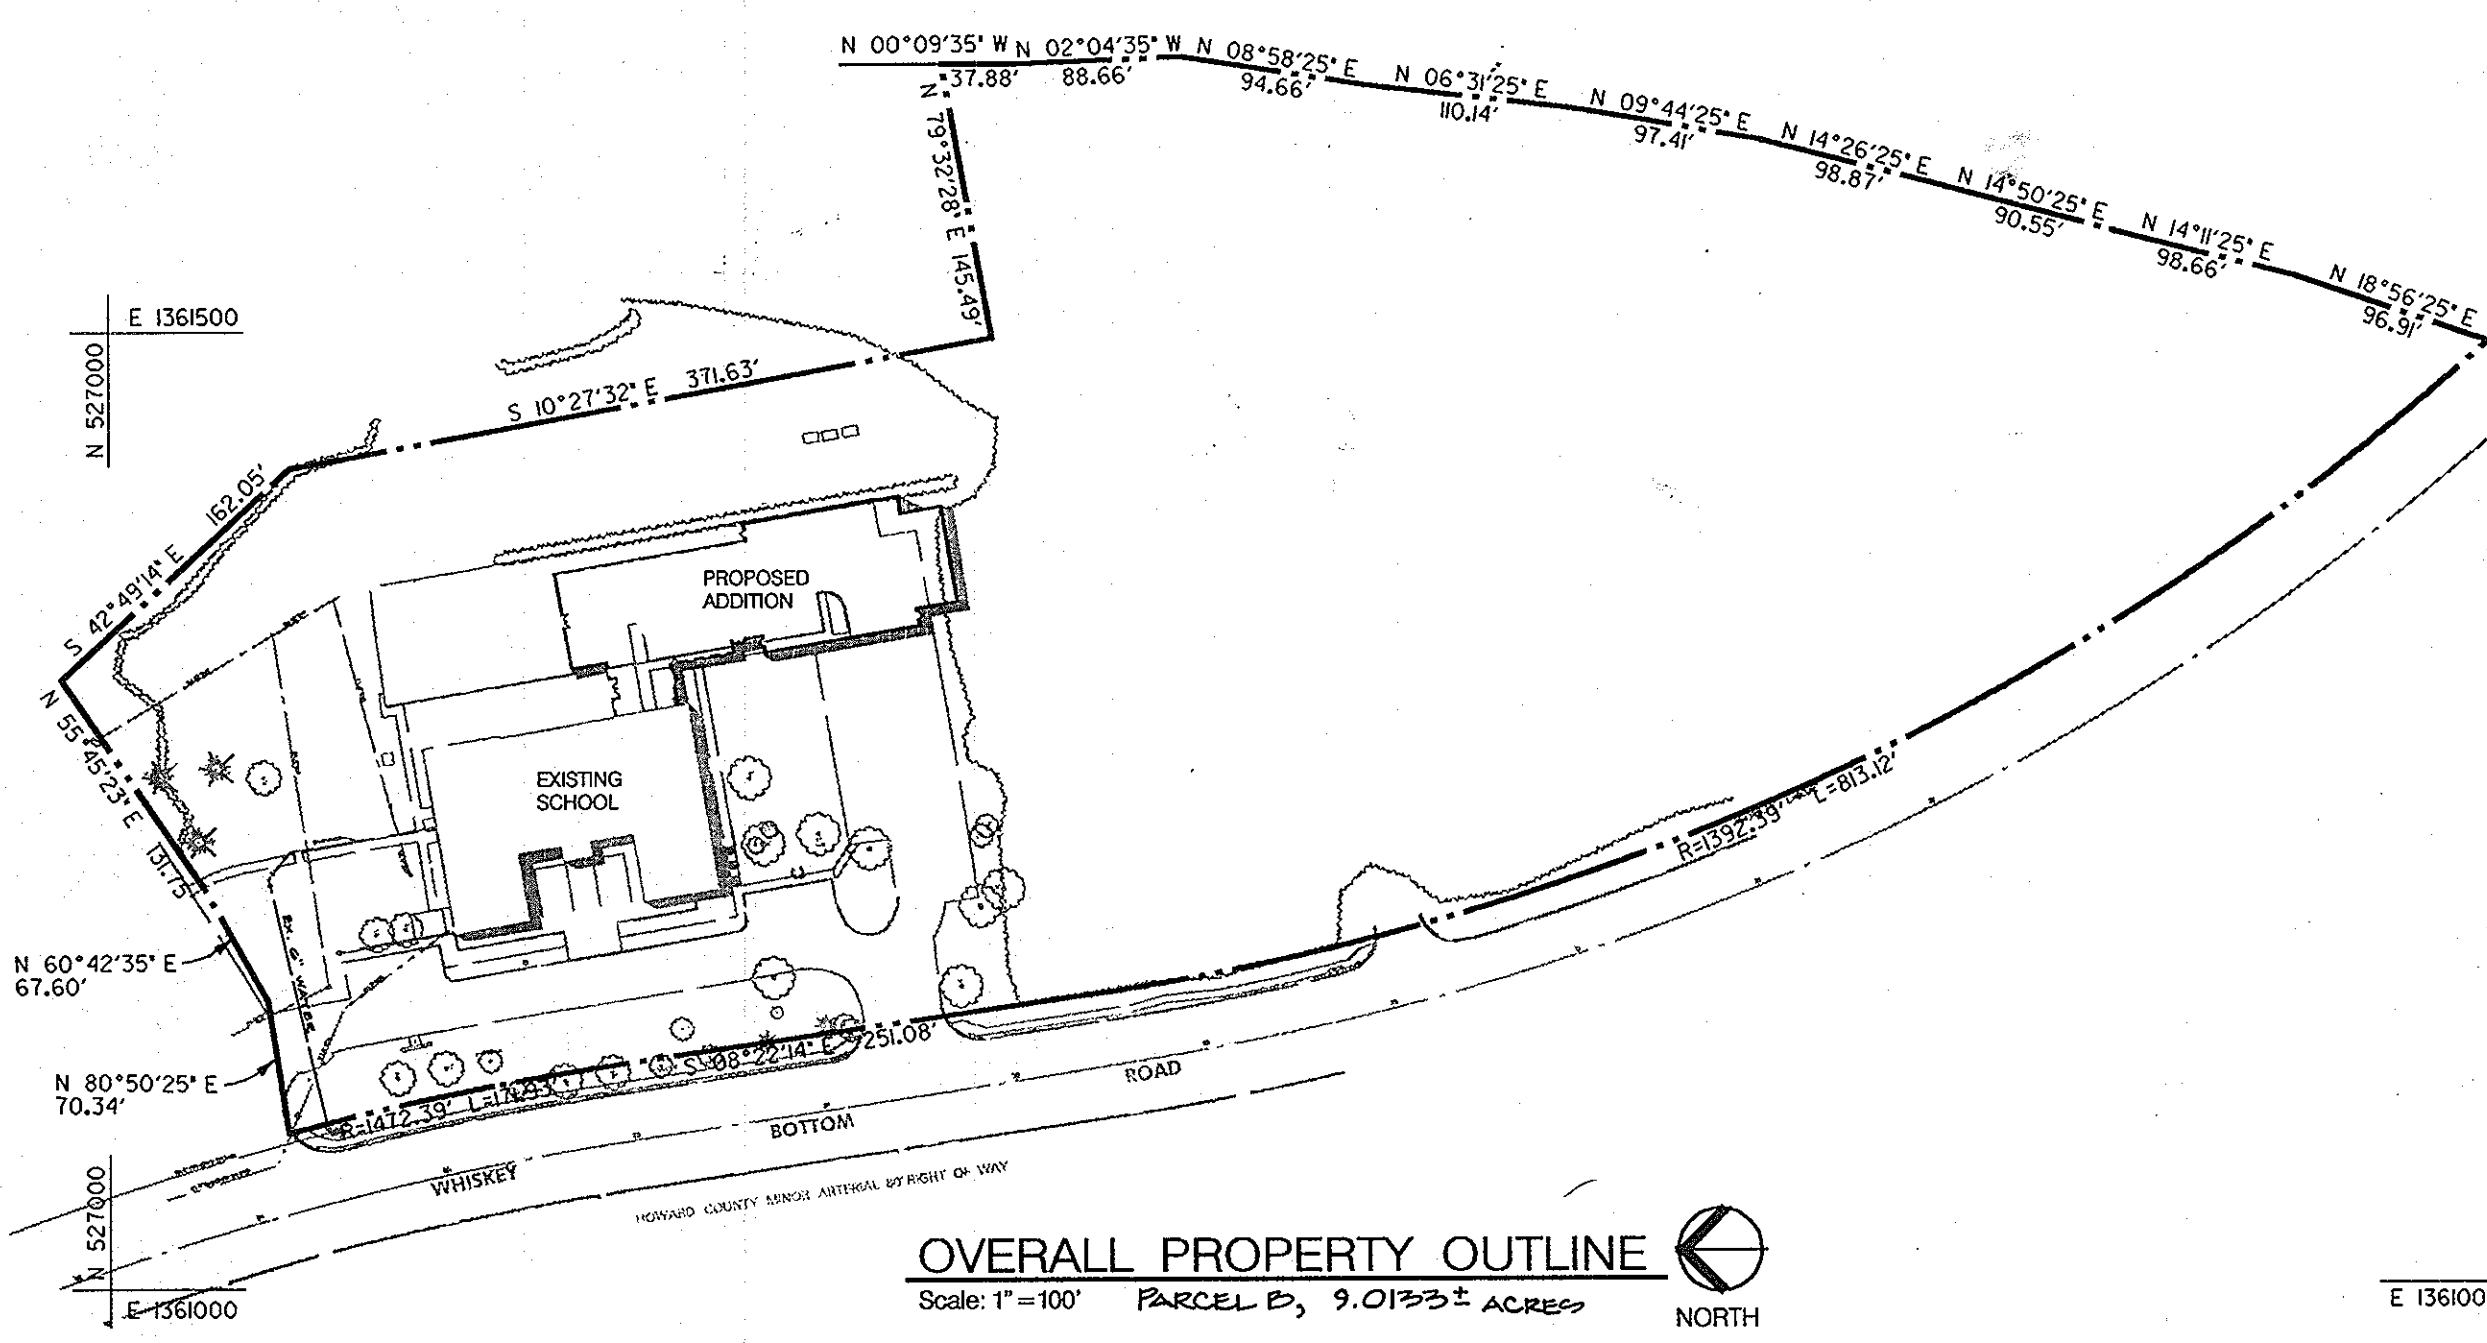 N 00°09'35" W
37.88'
N 02°04'35" W
88.66'
N 08°58'25" E
94.66'
N 06°31'25" E
110.14'
N 09°44'25" E
97.41'
N 14°26'25" E
98.87'
N 14°50'25" E
90.55'
N 14°11'25" E
98.66'
N 18°56'25" E
96.91'
N 79°32'28" E 145.49'
E 1361500
N 527000
S 10°27'32" E 371.63'
S 42°49'14" E 162.05'
N 55°45'23" E 131.75'
PROPOSED
ADDITION
EXISTING
SCHOOL
EX. 6" WATER
N 60°42'35" E
67.60'
N 80°50'25" E
70.34'
R=1472.39'
S 08°22'14" E 251.08'
R=1392.39' L=813.12'
WHISKEY BOTTOM ROAD
HOWARD COUNTY MINOR ARTERIAL 80' RIGHT OF WAY
N 527000
E 1361000
OVERALL PROPERTY OUTLINE
Scale: 1"=100'
PARCEL B, 9.0133± ACRES
NORTH
E 136100